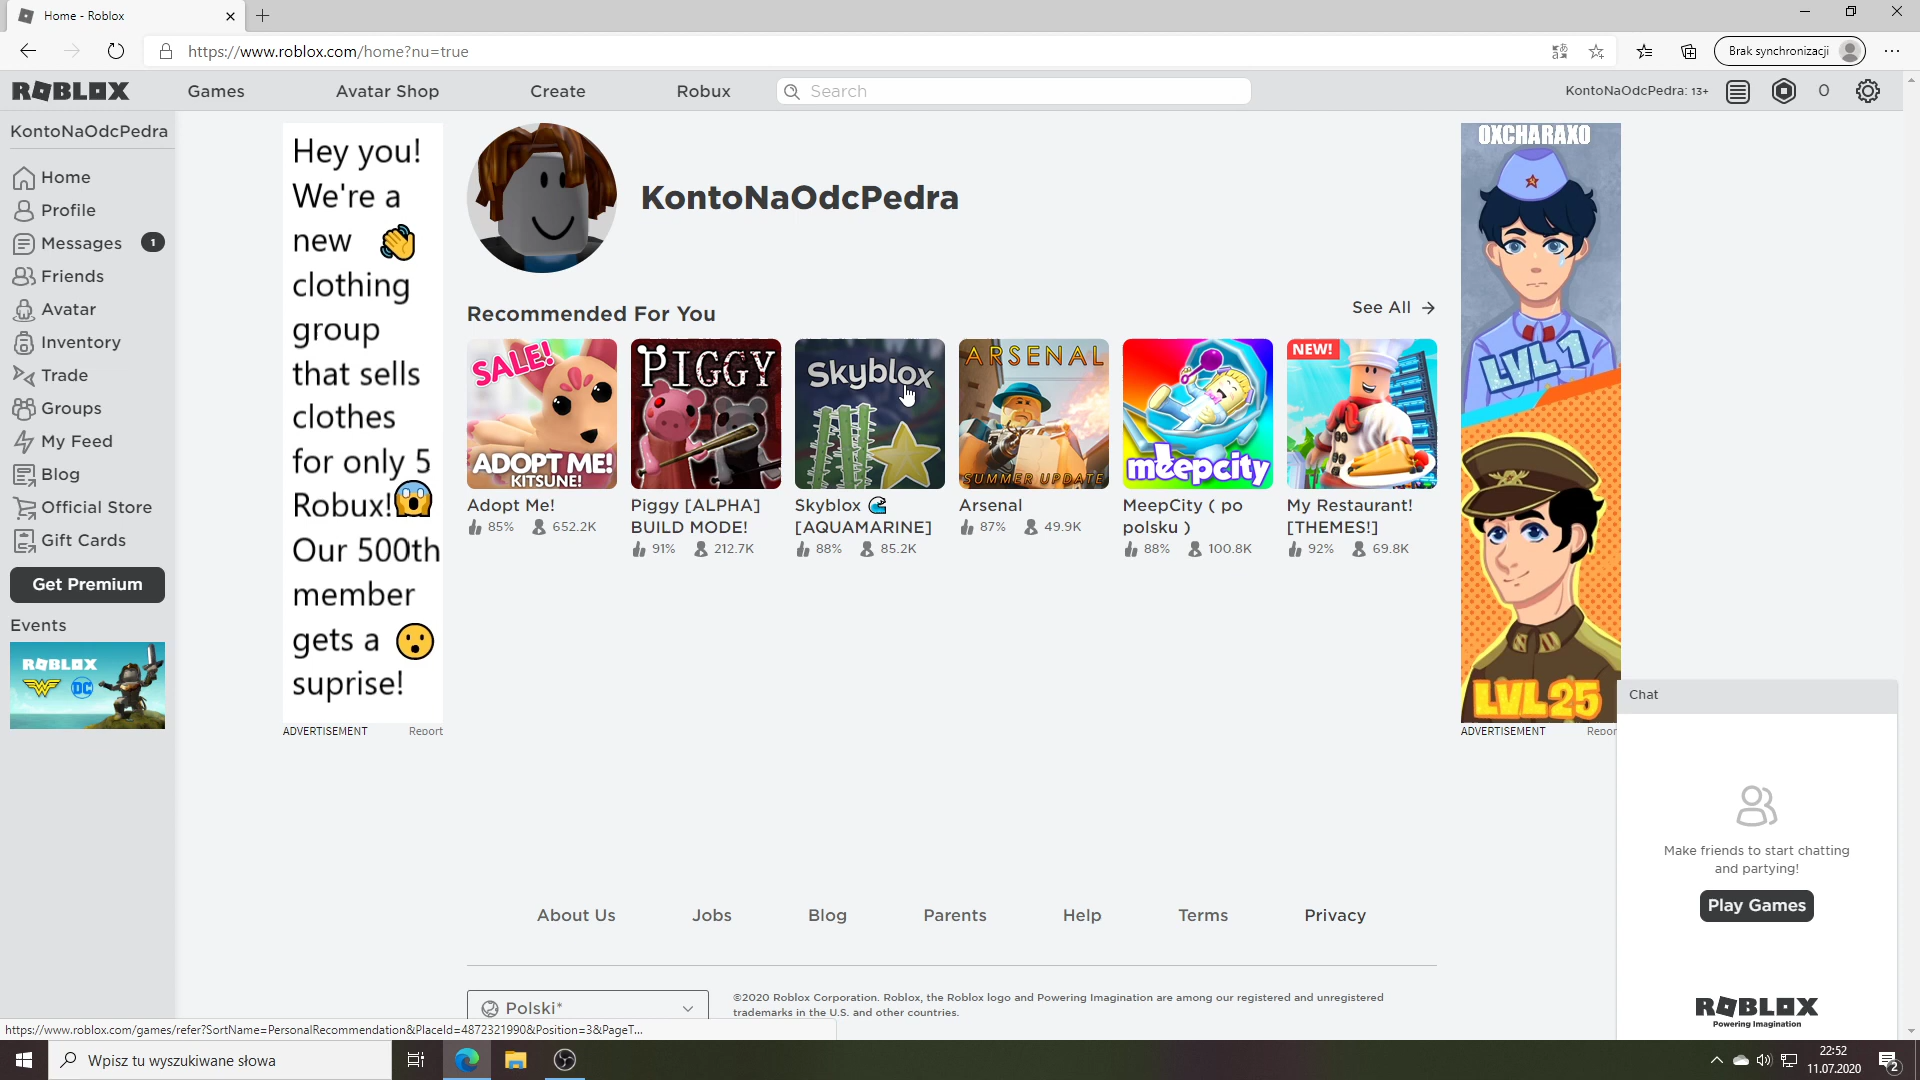 Home - Roblox
https://www.roblox.com/home?nu=true
Brak synchronizacji
ROBLOX
Games
Avatar Shop
Create
Robux
Search
KontoNaOdcPedra: 13+
0
KontoNaOdcPedra
Home
Profile
Messages
1
Friends
Avatar
Inventory
Trade
Groups
My Feed
Blog
Official Store
Gift Cards
Get Premium
Events
ROBLOX
DC
Hey you!
We're a
new
clothing
group
that sells
clothes
for only 5
Robux!
Our 500th
member
gets a
suprise!
ADVERTISEMENT
Report
KontoNaOdcPedra
Recommended For You
See All
SALE!
ADOPT ME!
KITSUNE!
Adopt Me!
85%
652.2K
PIGGY
Piggy [ALPHA]
BUILD MODE!
91%
212.7K
Skyblox
Skyblox
[AQUAMARINE]
88%
85.2K
ARSENAL
SUMMER UPDATE
Arsenal
87%
49.9K
meepcity
MeepCity ( po
polsku )
88%
100.8K
NEW!
My Restaurant!
[THEMES!]
92%
69.8K
OXCHARAXO
LVL 1
LVL 25
ADVERTISEMENT
Repor
Chat
Make friends to start chatting
and partying!
Play Games
ROBLOX
Powering Imagination
About Us
Jobs
Blog
Parents
Help
Terms
Privacy
Polski*
©2020 Roblox Corporation. Roblox, the Roblox logo and Powering Imagination are among our registered and unregistered
trademarks in the U.S. and other countries.
https://www.roblox.com/games/refer?SortName=PersonalRecommendation&PlaceId=4872321990&Position=3&PageT...
Wpisz tu wyszukiwane słowa
22:52
11.07.2020
2